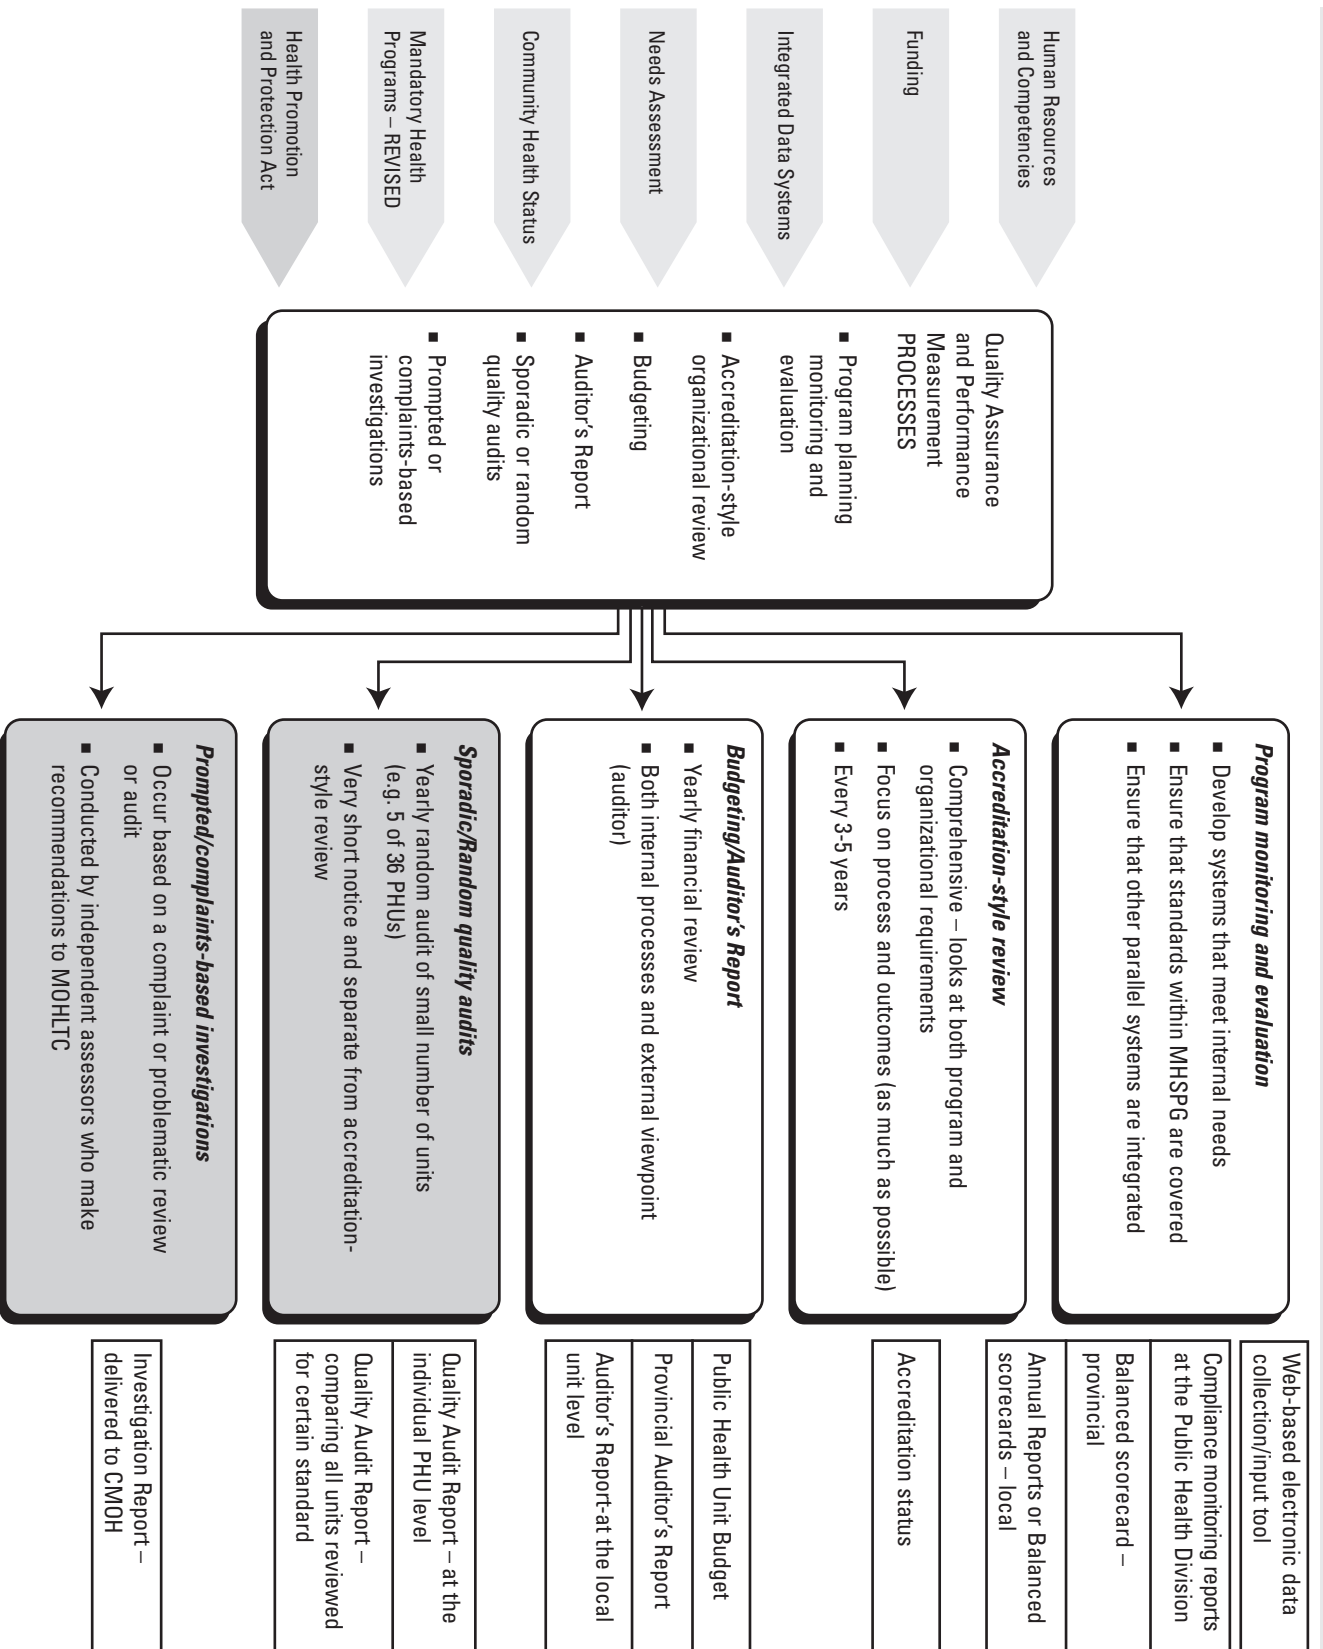 Human Resources
and Competencies
Funding
Integrated Data Systems
Needs Assessment
Community Health Status
Mandatory Health
Programs – REVISED
Health Promotion
and Protection Act
Quality Assurance
and Performance
Measurement
PROCESSES
■ Program planning
monitoring and
evaluation
■ Accreditation-style
organizational review
■ Budgeting
■ Auditor's Report
■ Sporadic or random
quality audits
■ Prompted or
complaints-based
investigations
Program monitoring and evaluation
■ Develop systems that meet internal needs
■ Ensure that standards within MHSPG are covered
■ Ensure that other parallel systems are integrated
Accreditation-style review
■ Comprehensive – looks at both program and
organizational requirements
■ Focus on process and outcomes (as much as possible)
■ Every 3-5 years
Budgeting/Auditor's Report
■ Yearly financial review
■ Both internal processes and external viewpoint
(auditor)
Sporadic/Random quality audits
■ Yearly random audit of small number of units
(e.g. 5 of 36 PHUs)
■ Very short notice and separate from accreditation-
style review
Prompted/complaints-based investigations
■ Occur based on a complaint or problematic review
or audit
■ Conducted by independent assessors who make
recommendations to MOHLTC
Web-based electronic data
collection/input tool
Compliance monitoring reports
at the Public Health Division
Balanced scorecard –
provincial
Annual Reports or Balanced
scorecards – local
Accreditation status
Public Health Unit Budget
Provincial Auditor's Report
Auditor's Report-at the local
unit level
Quality Audit Report – at the
individual PHU level
Quality Audit Report –
comparing all units reviewed
for certain standard
Investigation Report –
delivered to CMOH